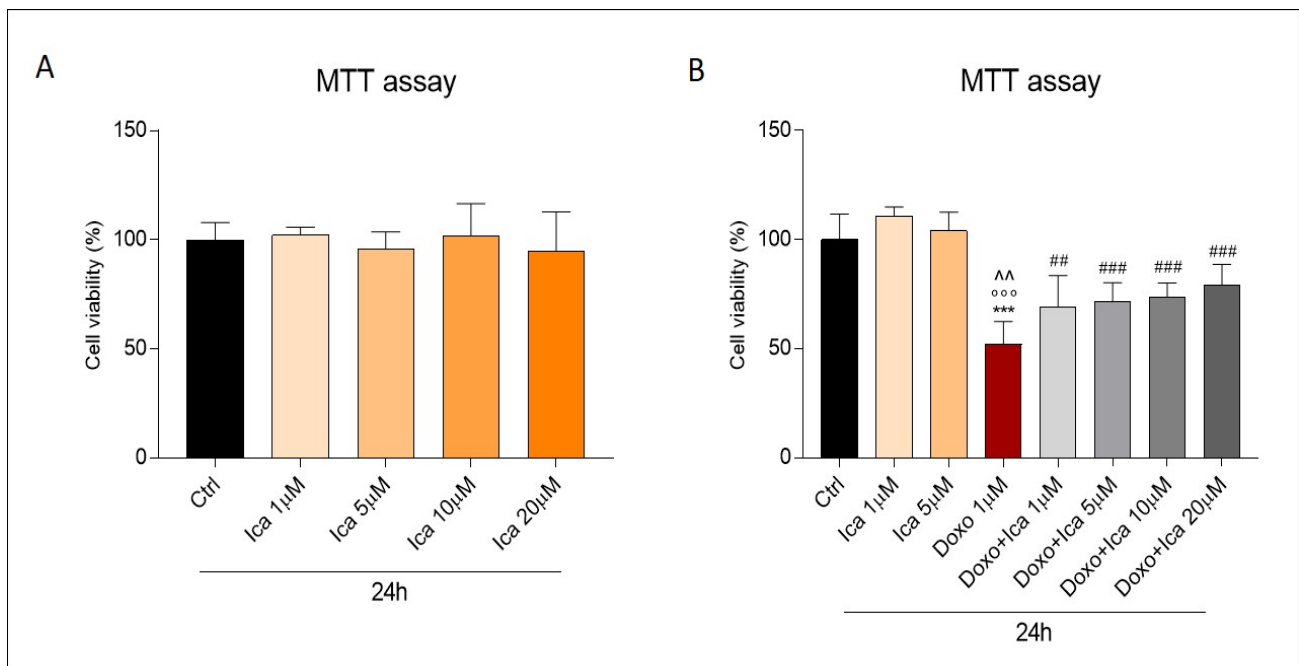 A
MTT assay
Cell viability (%)
150
100
50
0
Ctrl
Ica 1μM
Ica 5μM
Ica 10μM
Ica 20μM
24h
B
MTT assay
Cell viability (%)
150
100
50
0
^^
°°°
***
##
###
###
###
Ctrl
Ica 1μM
Ica 5μM
Doxo 1μM
Doxo+Ica 1μM
Doxo+Ica 5μM
Doxo+Ica 10μM
Doxo+Ica 20μM
24h